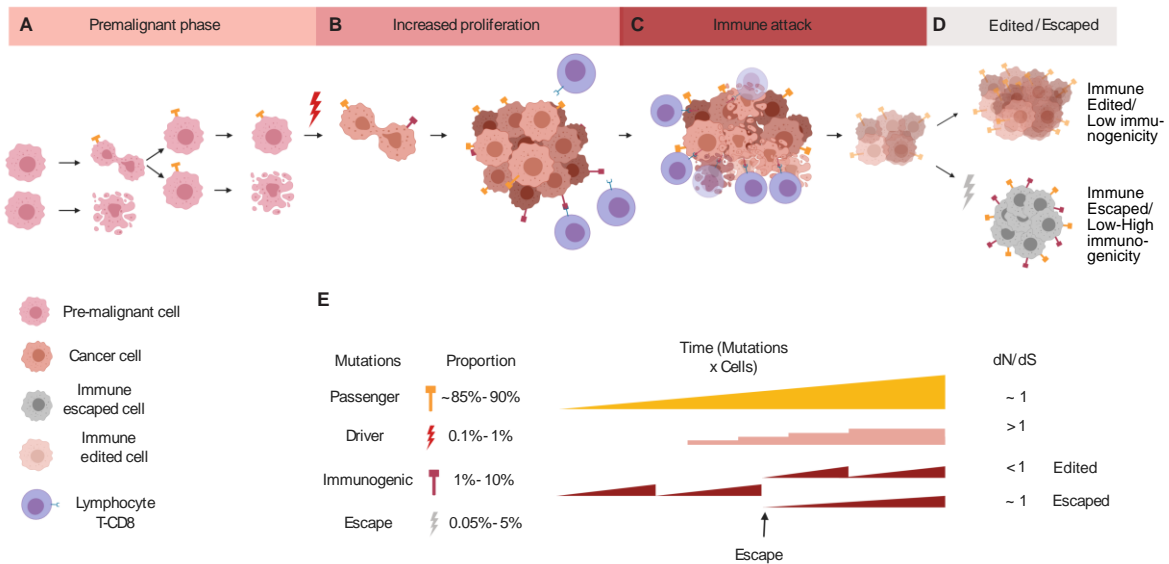 A Premalignant phase B Increased proliferation C Immune attack D Edited/Escaped
Immune
Edited/
Low immu-
nogenicity
Immune
Escaped/
Low-High
immuno-
genicity
E
Pre-malignant cell
Cancer cell
Immune
escaped cell
Immune
edited cell
Lymphocyte
T-CD8
Mutations Proportion Time (Mutations
x Cells) dN/dS
Passenger ~85%-90% ~ 1
Driver 0.1%-1% > 1
Immunogenic 1%-10% <1 Edited
~ 1 Escaped
Escape 0.05%-5%
Escape